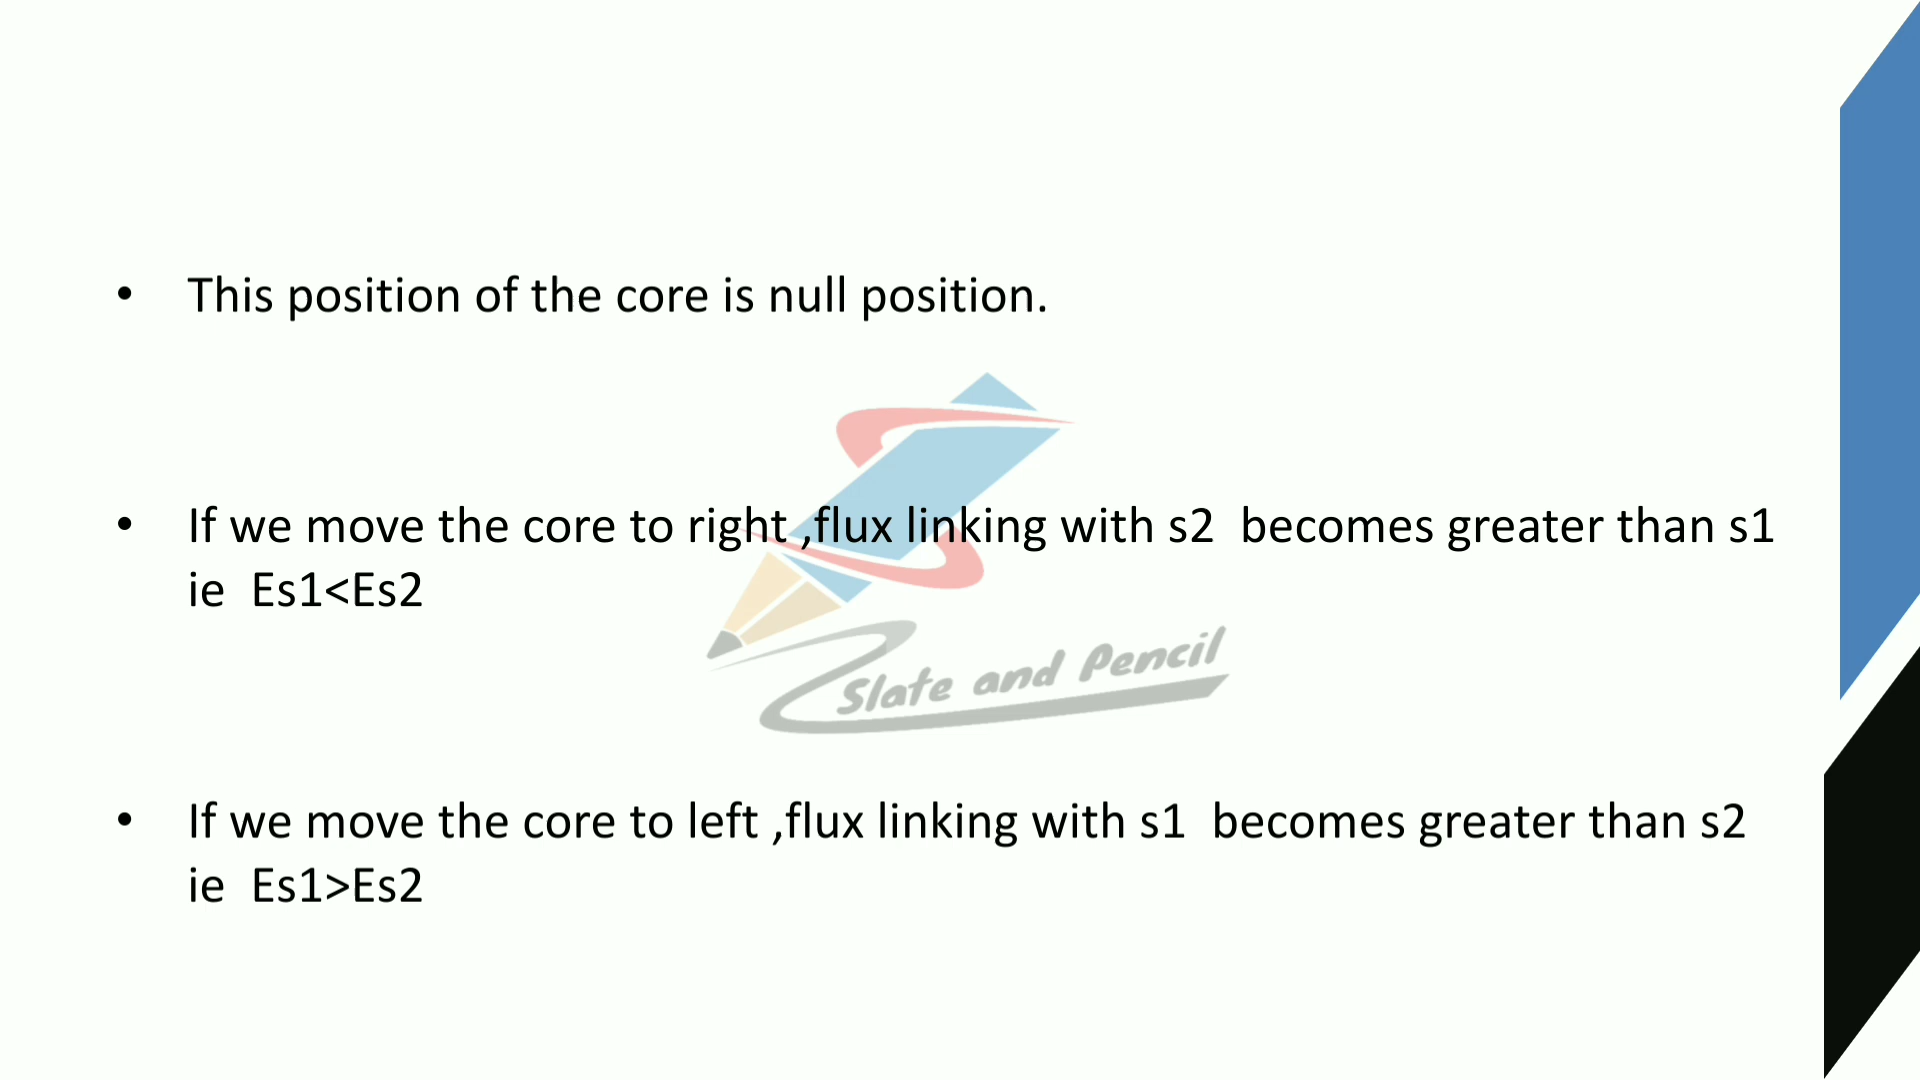 • This position of the core is null position.
• If we move the core to right ,flux linking with s2 becomes greater than s1
ie Es1<Es2
Slate and Pencil
• If we move the core to left ,flux linking with s1 becomes greater than s2
ie Es1>Es2